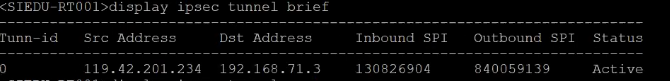 <SIEDU-RT001>display ipsec tunnel brief
----------------------------------------------------------------------------
Tunn-id   Src Address     Dst Address     Inbound SPI   Outbound SPI  Status
----------------------------------------------------------------------------
0         119.42.201.234  192.168.71.3    130826904     840059139     Active